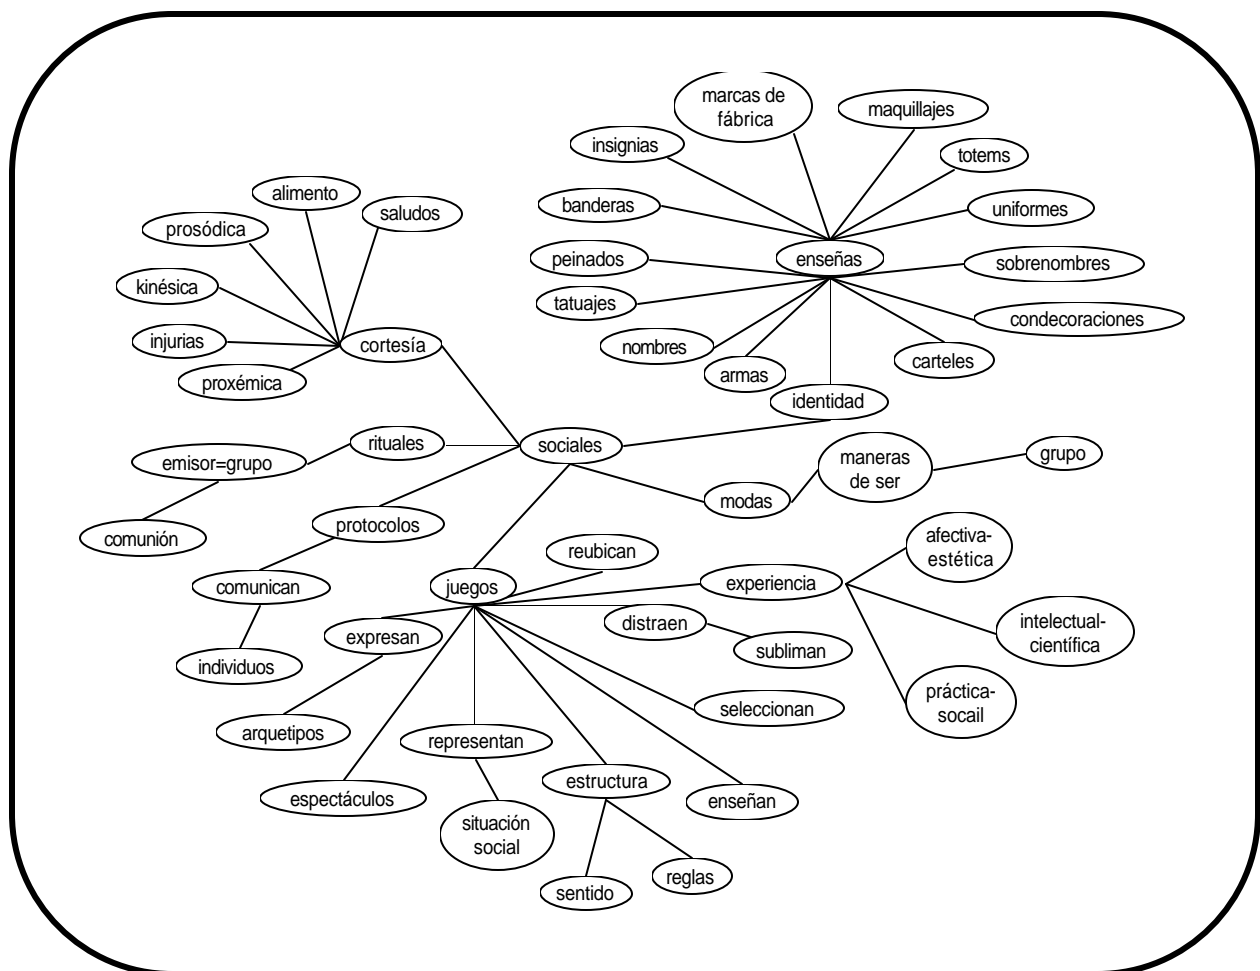 marcas de
fábrica
maquillajes
insignias
totems
alimento
saludos
banderas
uniformes
prosódica
peinados
enseñas
sobrenombres
kinésica
tatuajes
condecoraciones
injurias
cortesía
nombres
carteles
proxémica
armas
identidad
rituales
sociales
maneras
de ser
grupo
emisor=grupo
modas
comunión
protocolos
reubican
afectiva-
estética
comunican
juegos
experiencia
expresan
distraen
intelectual-
científica
individuos
subliman
práctica-
socail
seleccionan
arquetipos
representan
espectáculos
estructura
enseñan
situación
social
sentido
reglas